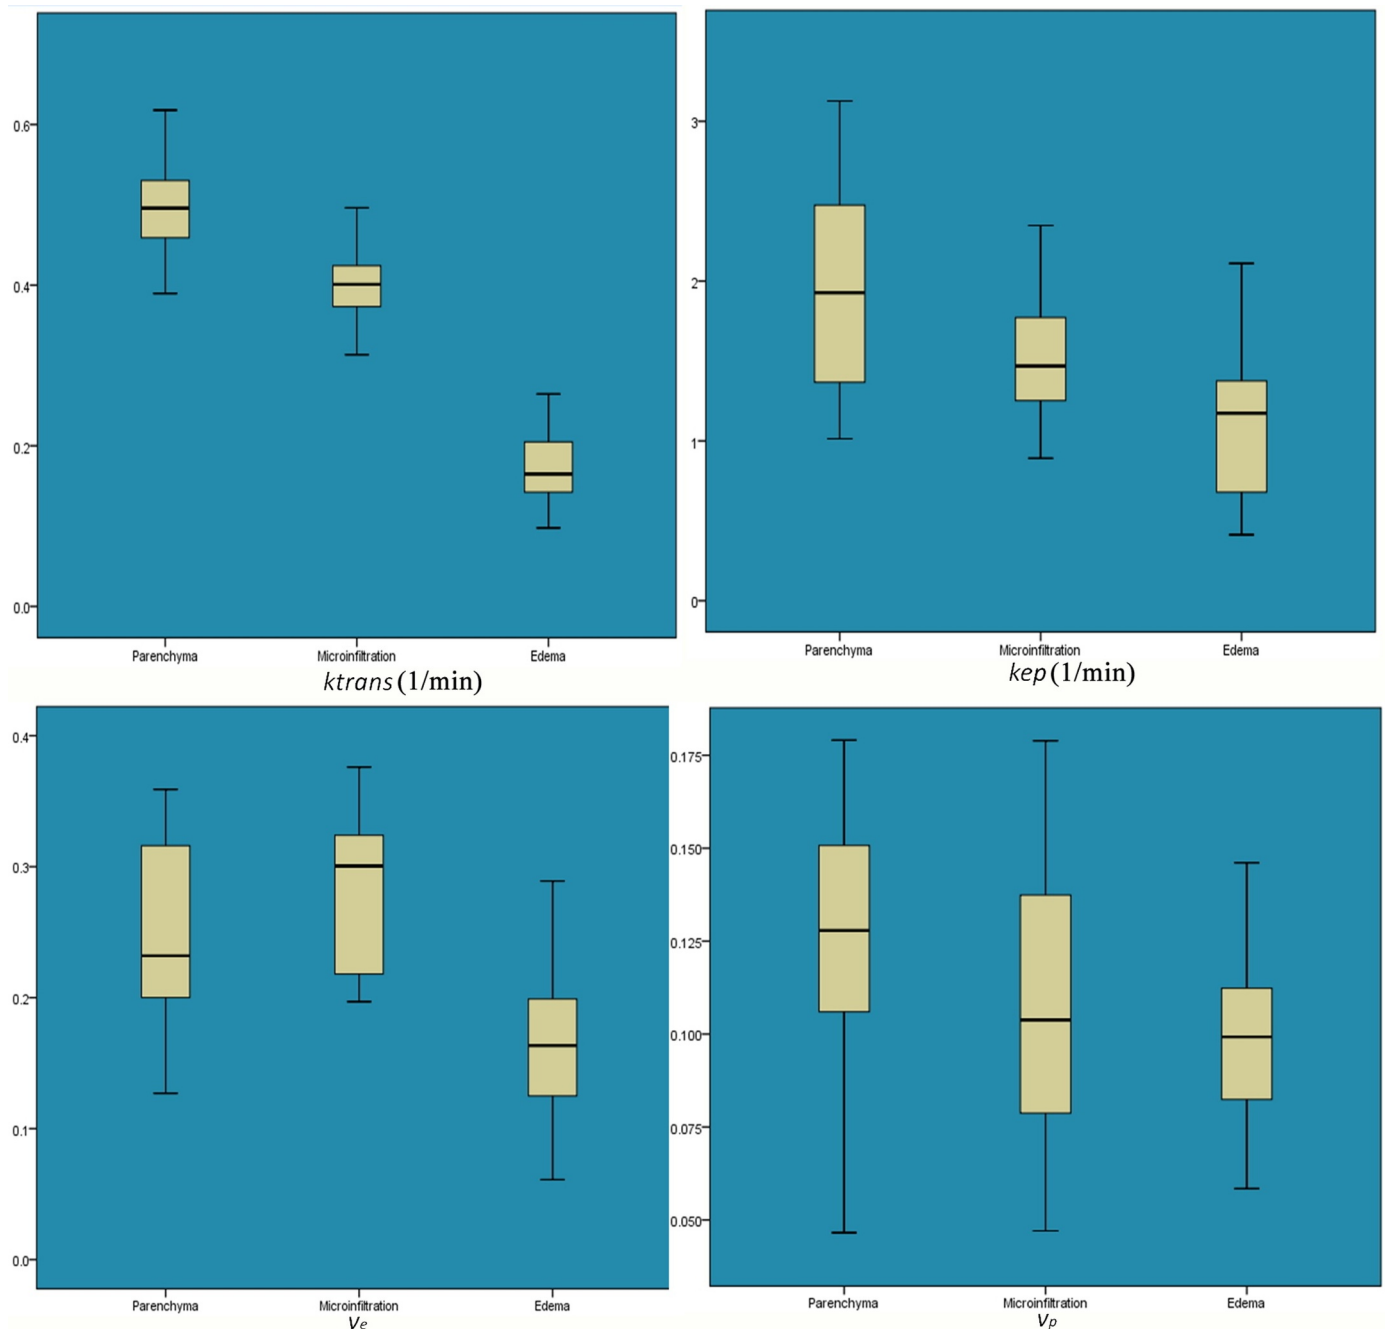 0.6
0.4
0.2
0.0
Parenchyma Microinfiltration Edema
ktrans (1/min)
3
2
1
0
Parenchyma Microinfiltration Edema
kep (1/min)
0.4
0.3
0.2
0.1
0.0
Parenchyma Microinfiltration Edema
ve
0.175
0.150
0.125
0.100
0.075
0.050
Parenchyma Microinfiltration Edema
vp